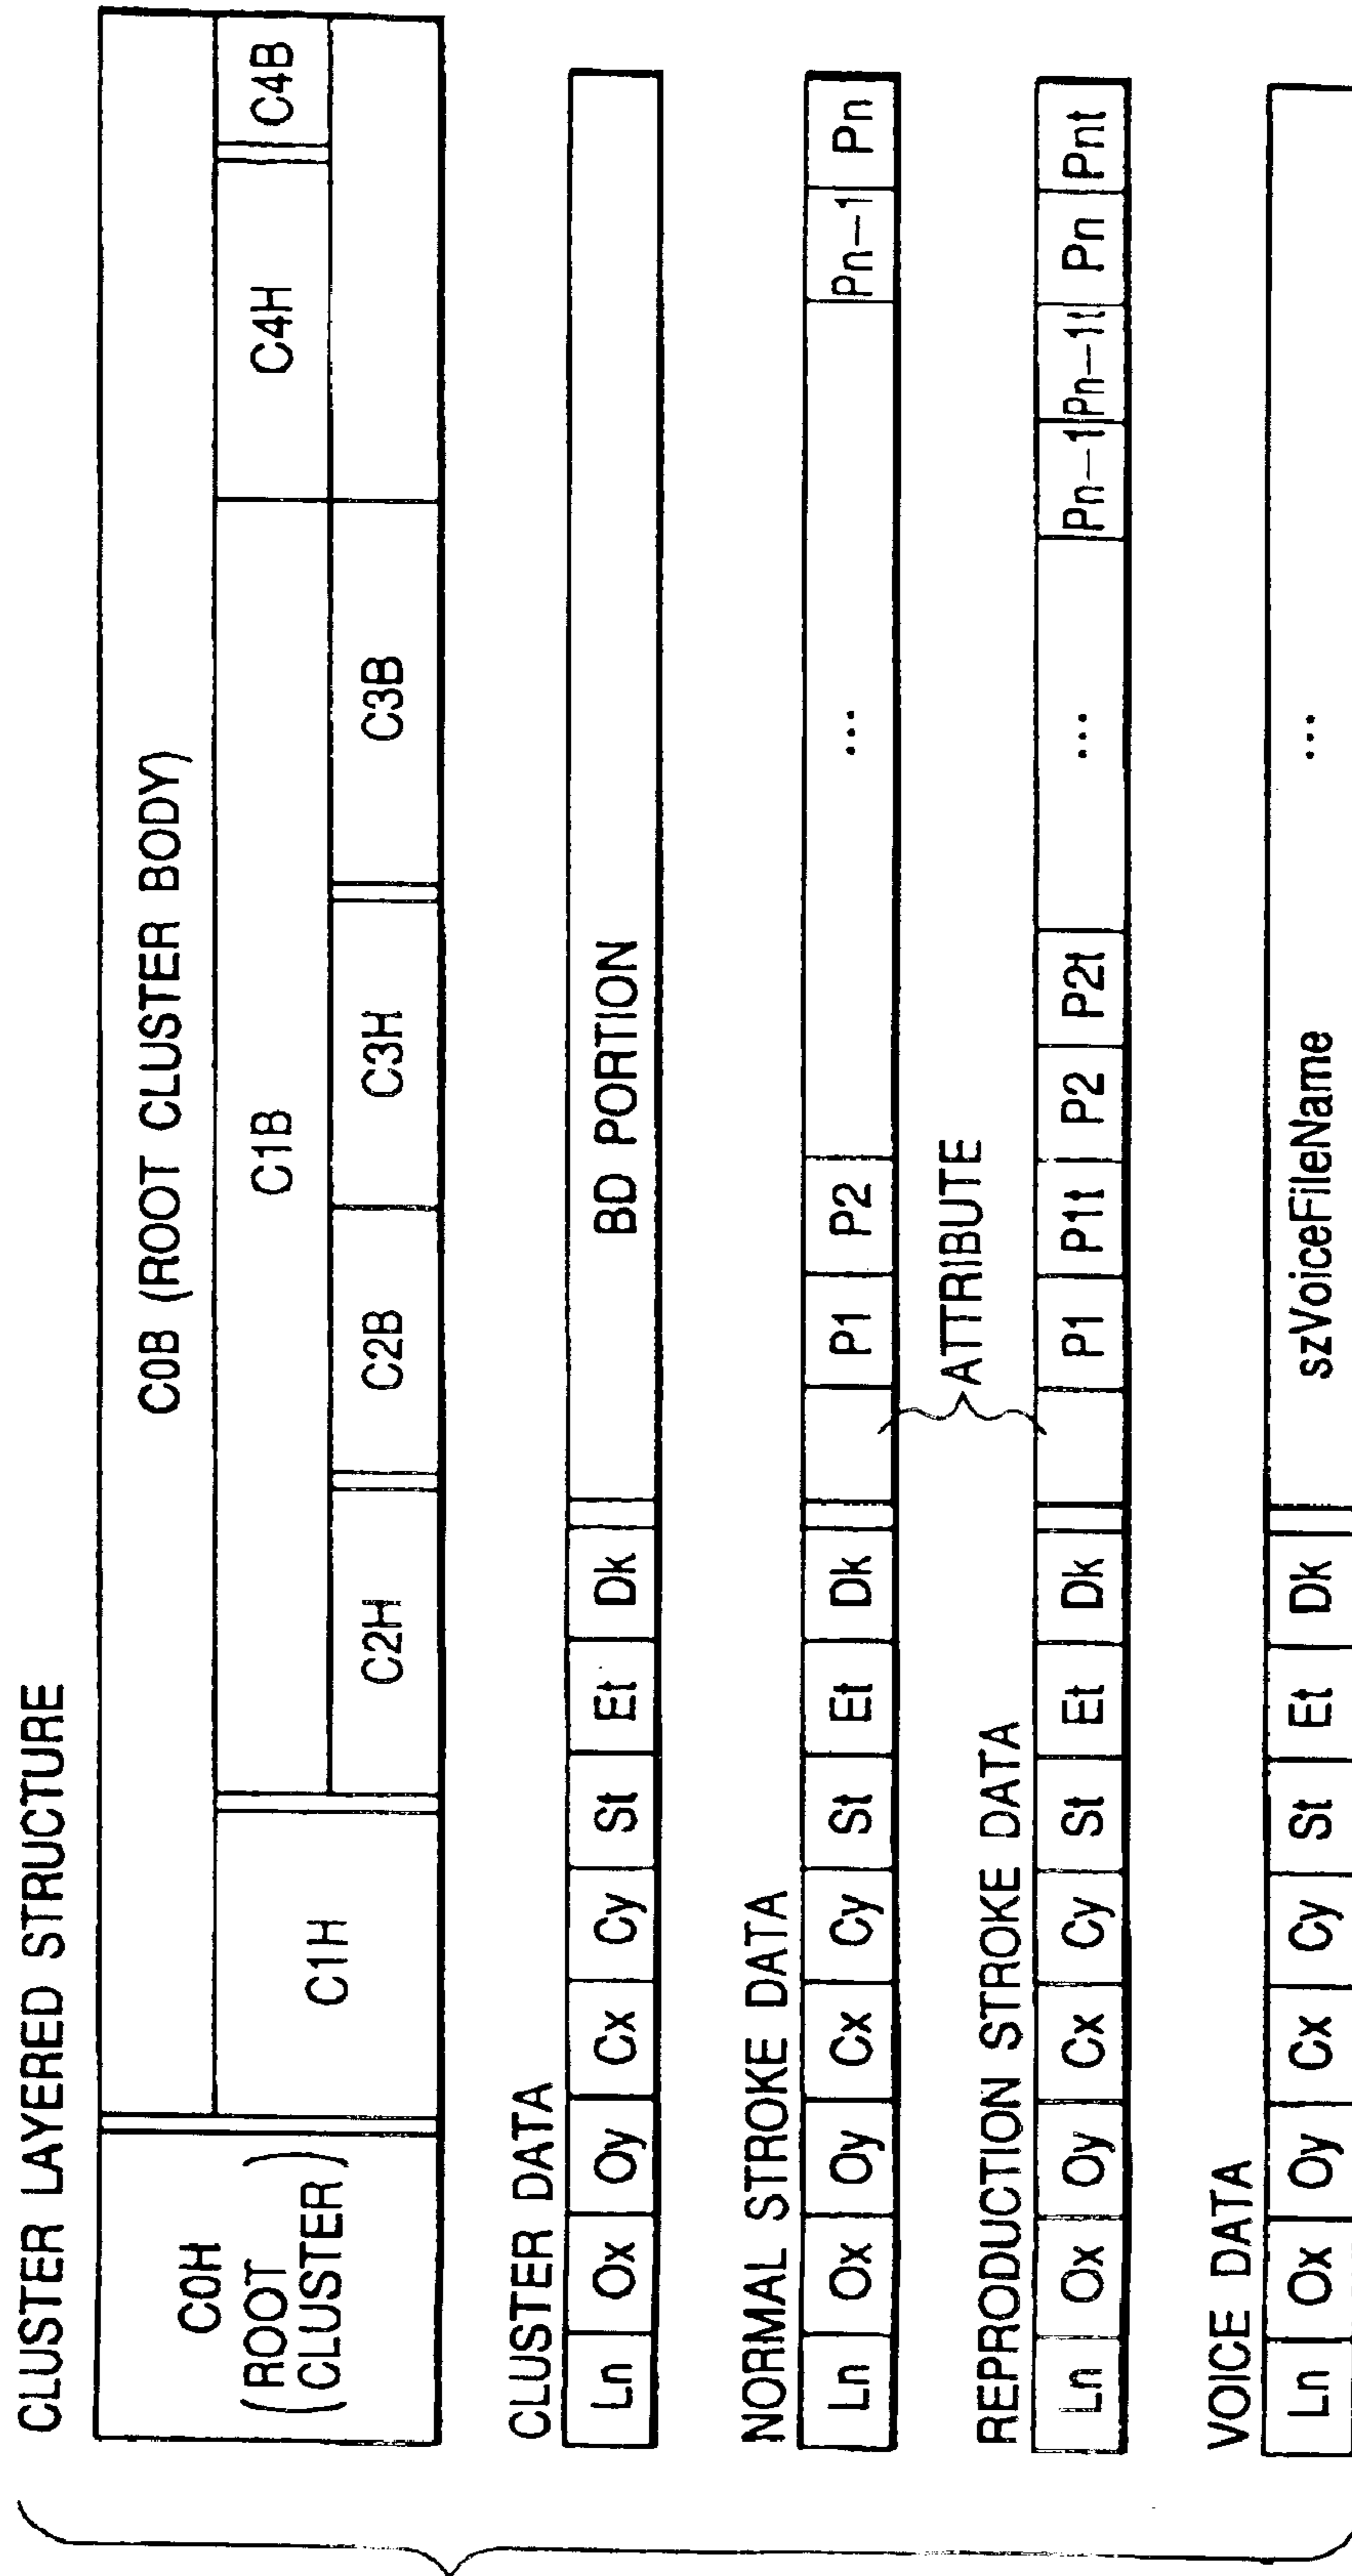 CLUSTER LAYERED STRUCTURE
C0H
(ROOT
CLUSTER)
C0B (ROOT CLUSTER BODY)
C1H
C1B
C4H
C4B
C2H
C2B
C3H
C3B
CLUSTER DATA
Ln Ox Oy Cx Cy St Et Dk BD PORTION
NORMAL STROKE DATA
Ln Ox Oy Cx Cy St Et Dk P1 P2 ... Pn-1 Pn
ATTRIBUTE
REPRODUCTION STROKE DATA
Ln Ox Oy Cx Cy St Et Dk P1 P1t P2 P2t ... Pn-1 Pn-1t Pn Pnt
VOICE DATA
Ln Ox Oy Cx Cy St Et Dk szVoiceFileName ...